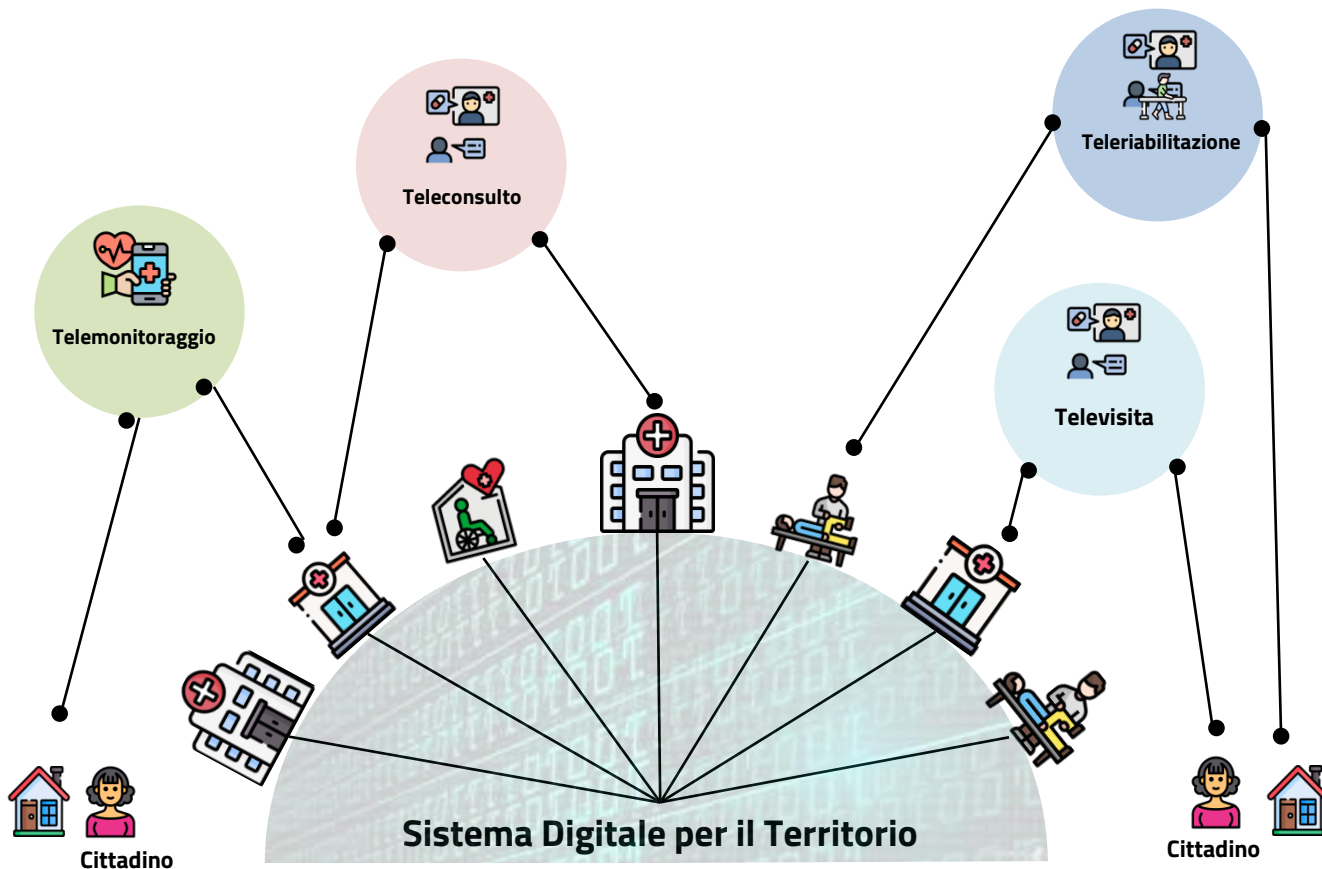 Teleriabilitazione
Teleconsulto
Telemonitoraggio
Televisita
Sistema Digitale per il Territorio
Cittadino
Cittadino